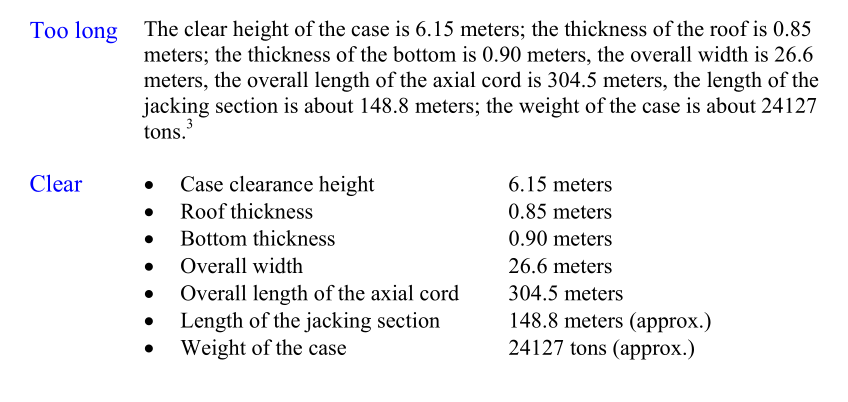 Too long The clear height of the case is 6.15 meters; the thickness of the roof is 0.85
meters; the thickness of the bottom is 0.90 meters, the overall width is 26.6
meters, the overall length of the axial cord is 304.5 meters, the length of the
jacking section is about 148.8 meters; the weight of the case is about 24127
tons.3
Clear • Case clearance height 6.15 meters
• Roof thickness 0.85 meters
• Bottom thickness 0.90 meters
• Overall width 26.6 meters
• Overall length of the axial cord 304.5 meters
• Length of the jacking section 148.8 meters (approx.)
• Weight of the case 24127 tons (approx.)